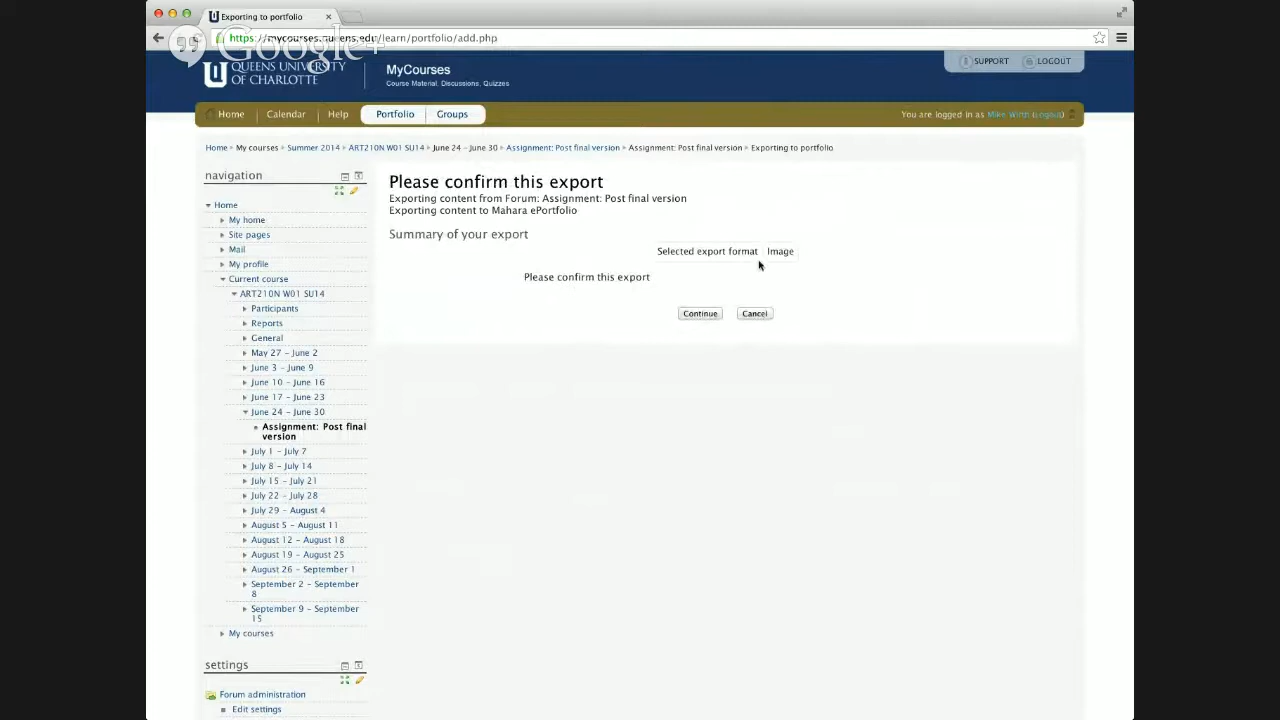 Exporting to portfolio
https://mycourses.queens.edu/learn/portfolio/add.php
Google+
QUEENS UNIVERSITY
OF CHARLOTTE
MyCourses
Course Material, Discussions, Quizzes
SUPPORT LOGOUT
Home Calendar Help Portfolio Groups
You are logged in as Mike Wirth (Logout)
Home My courses Summer 2014 ART210N W01 SU14 June 24 - June 30 Assignment: Post final version Assignment: Post final version Exporting to portfolio
navigation
Home
My home
Site pages
Mail
My profile
Current course
ART210N W01 SU14
Participants
Reports
General
May 27 - June 2
June 3 - June 9
June 10 - June 16
June 17 - June 23
June 24 - June 30
Assignment: Post final
version
July 1 - July 7
July 8 - July 14
July 15 - July 21
July 22 - July 28
July 29 - August 4
August 5 - August 11
August 12 - August 18
August 19 - August 25
August 26 - September 1
September 2 - September
8
September 9 - September
15
My courses
settings
Forum administration
Edit settings
Please confirm this export
Exporting content from Forum: Assignment: Post final version
Exporting content to Mahara ePortfolio
Summary of your export
Selected export format Image
Please confirm this export
Continue Cancel